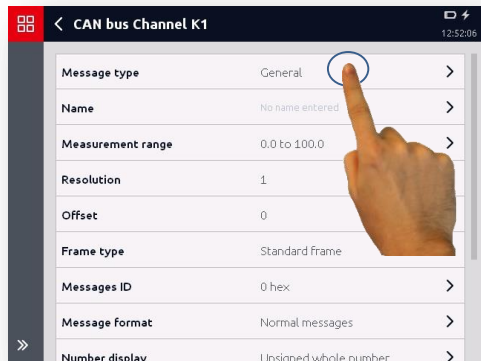 CAN bus Channel K1
12:52:06
Message type General
Name No name entered
Measurement range 0.0 to 100.0
Resolution 1
Offset 0
Frame type Standard frame
Messages ID 0 hex
Message format Normal messages
Number display Unsigned whole number